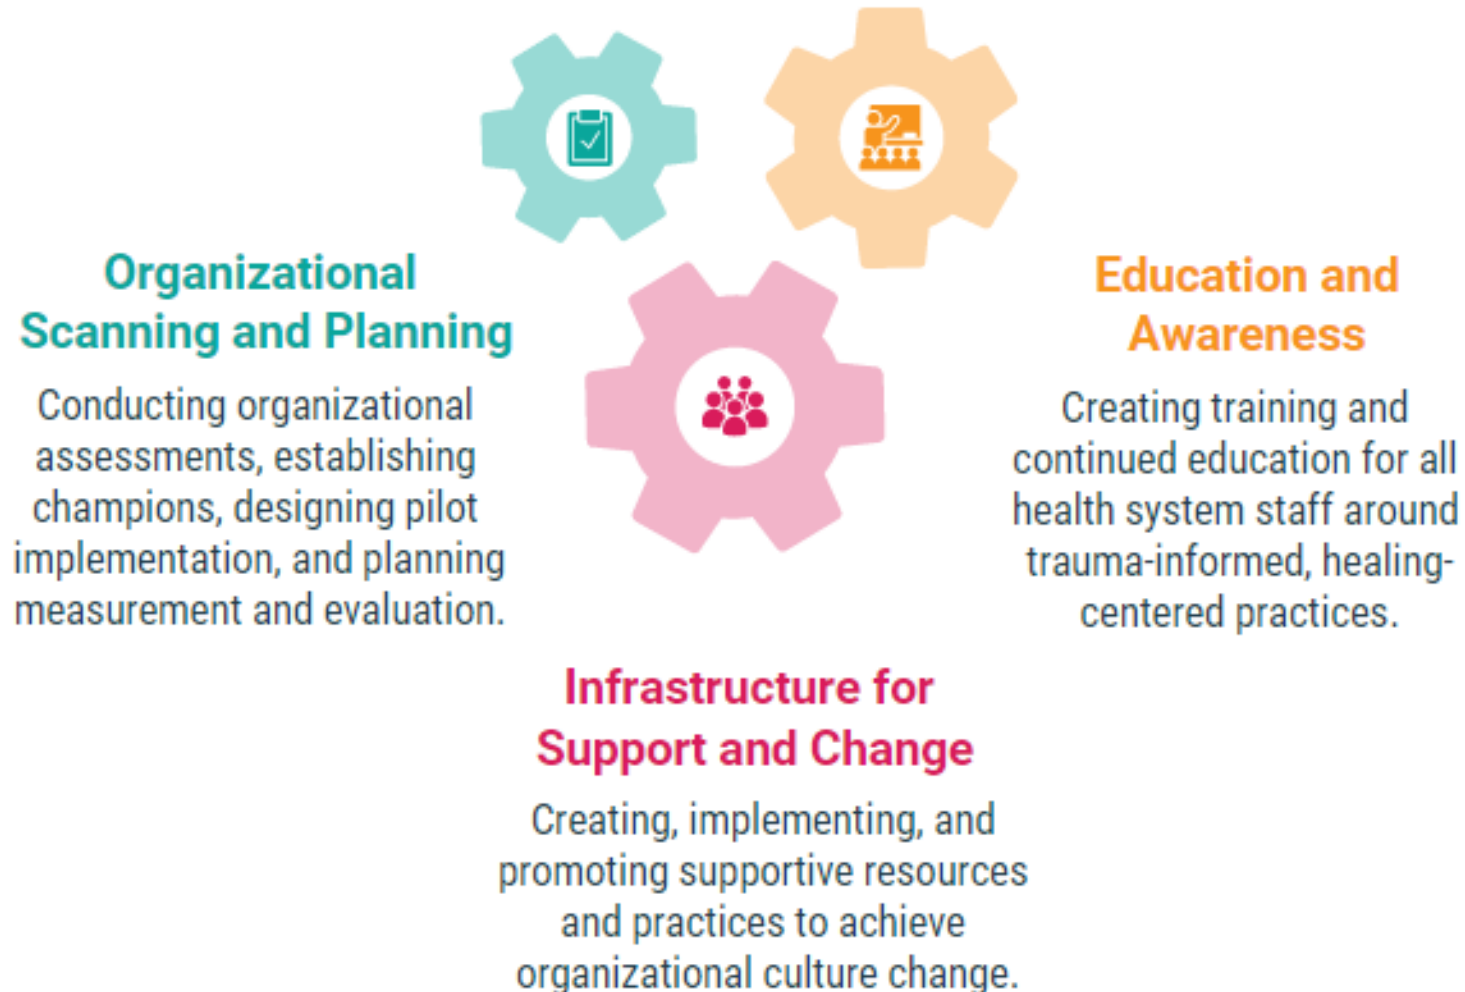 Organizational
Scanning and Planning
Conducting organizational
assessments, establishing
champions, designing pilot
implementation, and planning
measurement and evaluation.
Education and
Awareness
Creating training and
continued education for all
health system staff around
trauma-informed, healing-
centered practices.
Infrastructure for
Support and Change
Creating, implementing, and
promoting supportive resources
and practices to achieve
organizational culture change.